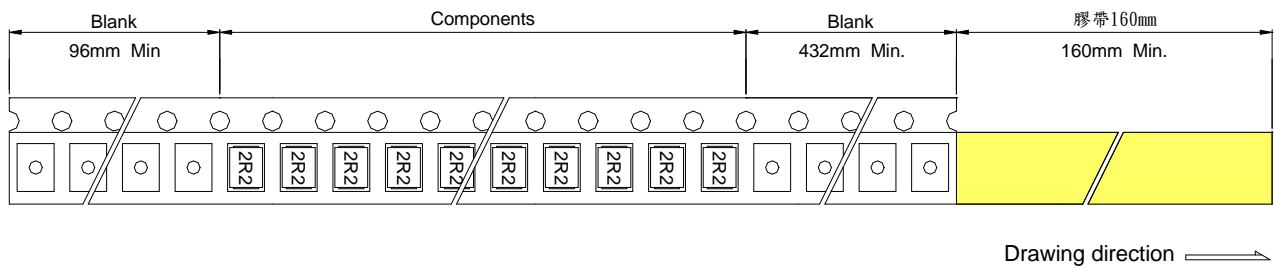 Blank Components Blank 膠帶160mm
96mm Min 432mm Min. 160mm Min.
2R2 2R2 2R2 2R2 2R2 2R2 2R2 2R2 2R2 2R2
Drawing direction